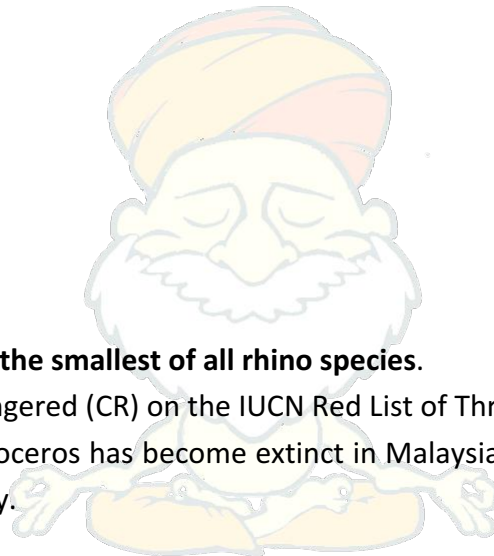 the smallest of all rhino species.
ngered (CR) on the IUCN Red List of Thr
oceros has become extinct in Malaysia
y.